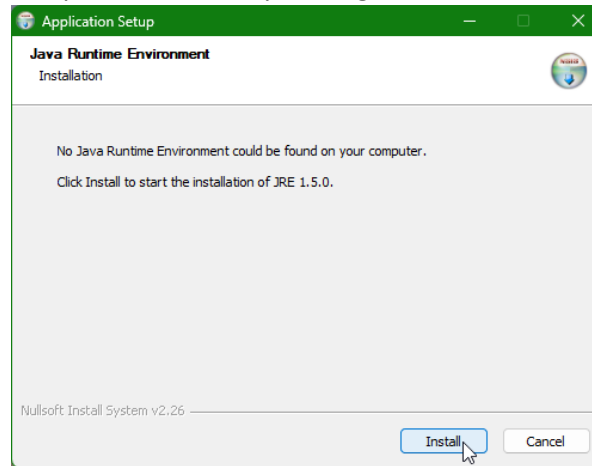 Application Setup
Java Runtime Environment
Installation
No Java Runtime Environment could be found on your computer.
Click Install to start the installation of JRE 1.5.0.
Nullsoft Install System v2.26
Install
Cancel